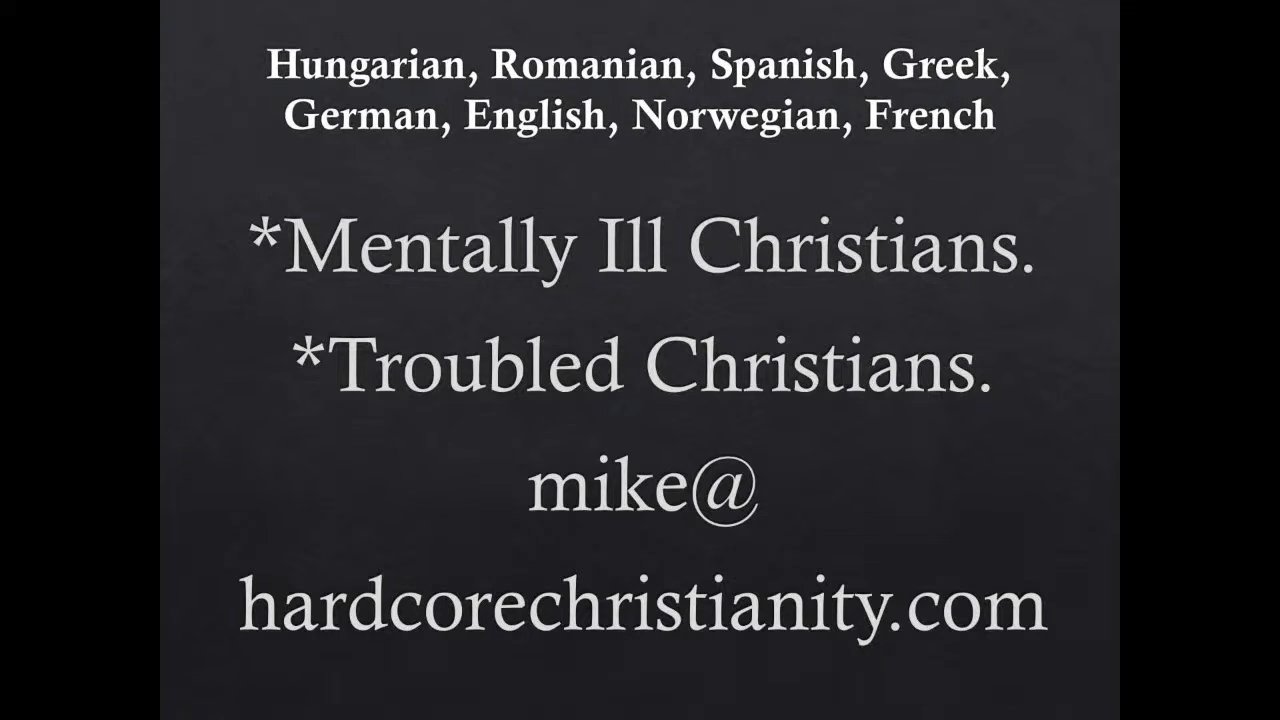 Hungarian, Romanian, Spanish, Greek,
German, English, Norwegian, French
*Mentally Ill Christians.
*Troubled Christians.
mike@
hardcorechristianity.com